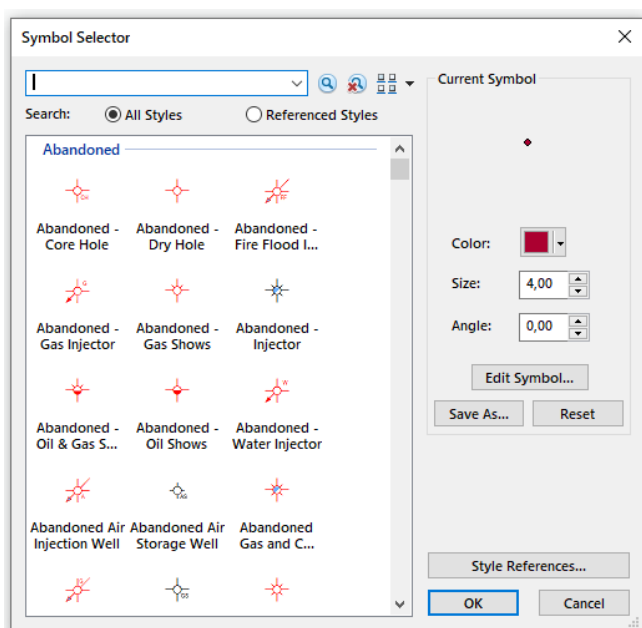 Symbol Selector
Search:
All Styles
Referenced Styles
Abandoned
Abandoned -
Core Hole
Abandoned -
Dry Hole
Abandoned -
Fire Flood I...
Abandoned -
Gas Injector
Abandoned -
Gas Shows
Abandoned -
Injector
Abandoned -
Oil & Gas S...
Abandoned -
Oil Shows
Abandoned -
Water Injector
Abandoned Air
Injection Well
Abandoned Air
Storage Well
Abandoned
Gas and C...
Current Symbol
Color:
Size:
4,00
Angle:
0,00
Edit Symbol...
Save As...
Reset
Style References...
OK
Cancel